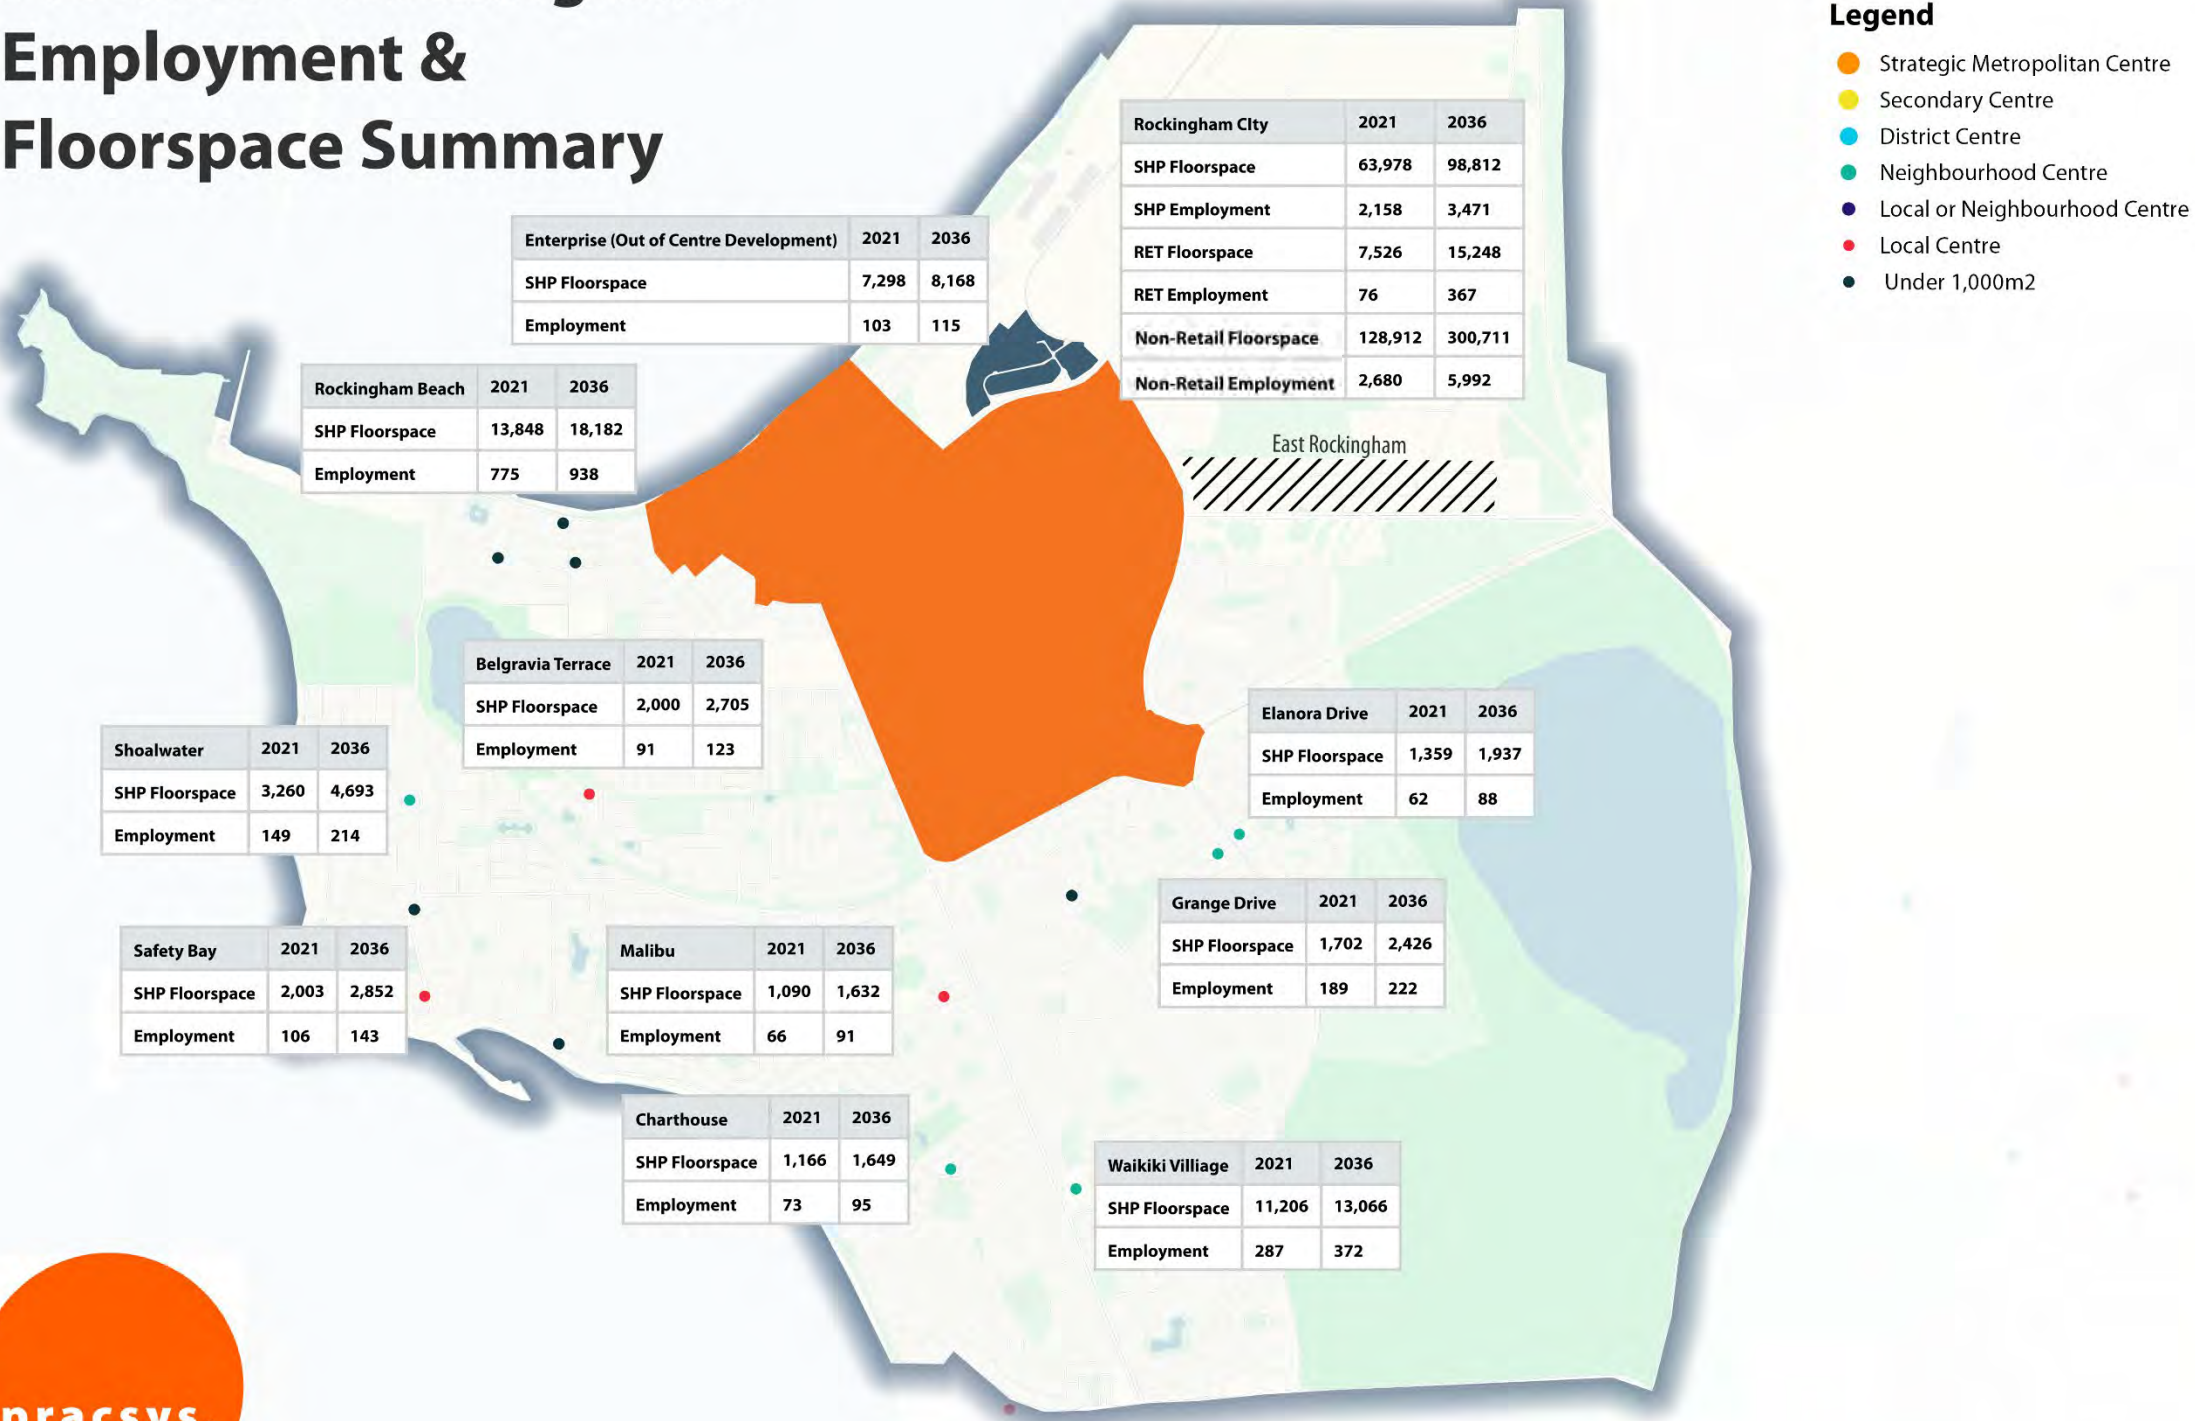 Employment &
Floorspace Summary
Legend
Strategic Metropolitan Centre
Secondary Centre
District Centre
Neighbourhood Centre
Local or Neighbourhood Centre
Local Centre
Under 1,000m2
Rockingham CIty 2021 2036
SHP Floorspace 63,978 98,812
SHP Employment 2,158 3,471
RET Floorspace 7,526 15,248
RET Employment 76 367
Non-Retail Floorspace 128,912 300,711
Non-Retail Employment 2,680 5,992
Enterprise (Out of Centre Development) 2021 2036
SHP Floorspace 7,298 8,168
Employment 103 115
Rockingham Beach 2021 2036
SHP Floorspace 13,848 18,182
Employment 775 938
East Rockingham
Belgravia Terrace 2021 2036
SHP Floorspace 2,000 2,705
Employment 91 123
Elanora Drive 2021 2036
SHP Floorspace 1,359 1,937
Employment 62 88
Shoalwater 2021 2036
SHP Floorspace 3,260 4,693
Employment 149 214
Grange Drive 2021 2036
SHP Floorspace 1,702 2,426
Employment 189 222
Safety Bay 2021 2036
SHP Floorspace 2,003 2,852
Employment 106 143
Malibu 2021 2036
SHP Floorspace 1,090 1,632
Employment 66 91
Charthouse 2021 2036
SHP Floorspace 1,166 1,649
Employment 73 95
Waikiki Villiage 2021 2036
SHP Floorspace 11,206 13,066
Employment 287 372
pracsys